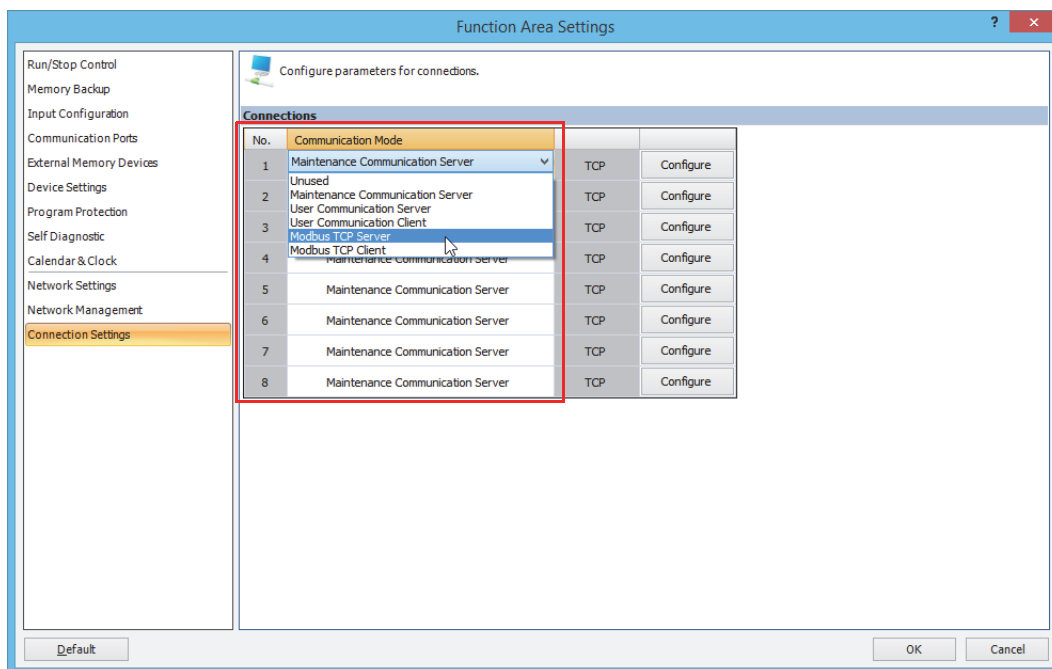 Function Area Settings
? ×
Run/Stop Control
Memory Backup
Input Configuration
Communication Ports
External Memory Devices
Device Settings
Program Protection
Self Diagnostic
Calendar & Clock
Network Settings
Network Management
Connection Settings
Configure parameters for connections.
Connections
No. Communication Mode
1 Maintenance Communication Server TCP Configure
Unused
Maintenance Communication Server
User Communication Server
User Communication Client
Modbus TCP Server
Modbus TCP Client
2 TCP Configure
3 TCP Configure
4 Maintenance Communication Server TCP Configure
5 Maintenance Communication Server TCP Configure
6 Maintenance Communication Server TCP Configure
7 Maintenance Communication Server TCP Configure
8 Maintenance Communication Server TCP Configure
Default OK Cancel